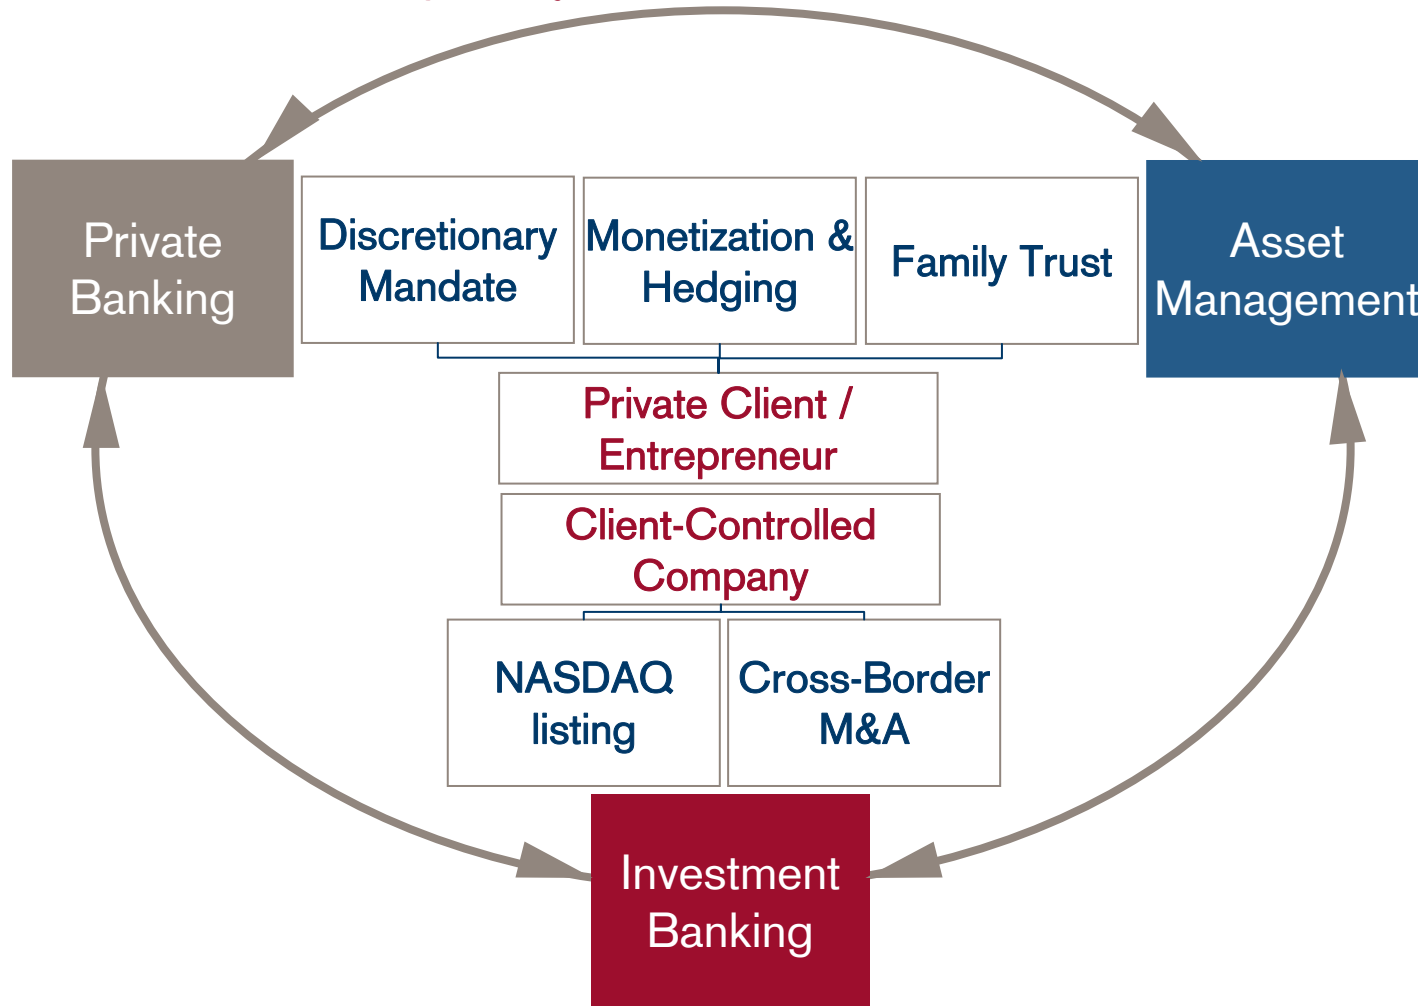 Private
Banking
Discretionary
Mandate
Monetization &
Hedging
Family Trust
Asset
Management
Private Client /
Entrepreneur
Client-Controlled
Company
NASDAQ
listing
Cross-Border
M&A
Investment
Banking